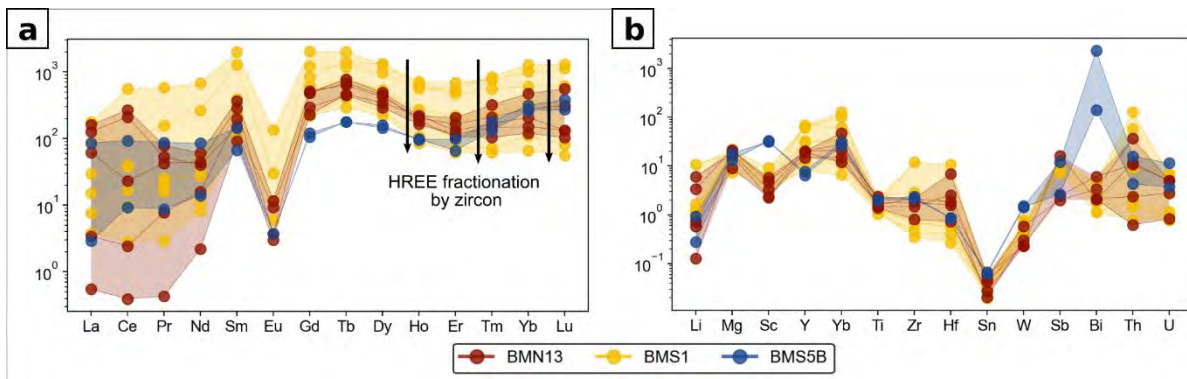 a
b
10³
10²
10¹
10⁰
HREE fractionation
by zircon
La Ce Pr Nd Sm Eu Gd Tb Dy Ho Er Tm Yb Lu
10³
10²
10¹
10⁰
10⁻¹
Li Mg Sc Y Yb Ti Zr Hf Sn W Sb Bi Th U
BMN13 BMS1 BMS5B